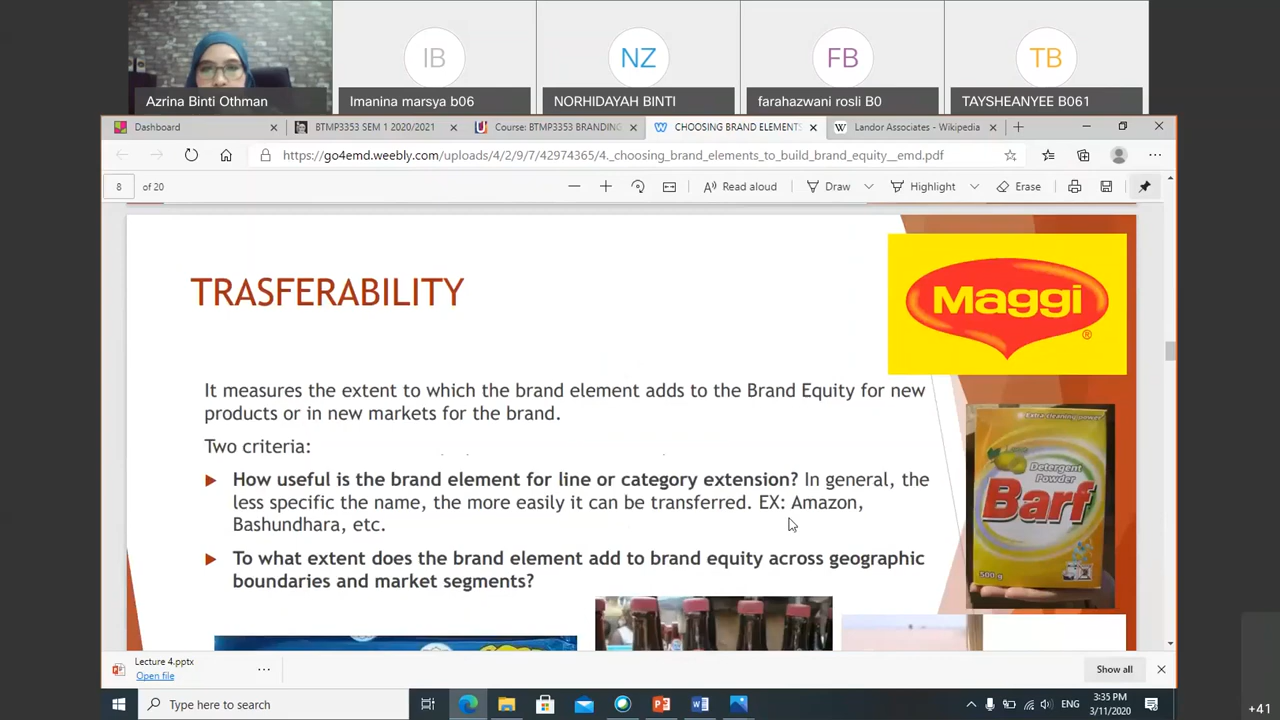 IB
NZ
FB
TB
Azrina Binti Othman
Imanina marsya b06
NORHIDAYAH BINTI
farahazwani rosli B0
TAYSHEANYEE B061
Dashboard
BTMP3353 SEM 1 2020/2021
Course: BTMP3353 BRANDING
CHOOSING BRAND ELEMENTS
Landor Associates - Wikipedia
https://go4emd.weebly.com/uploads/4/2/9/7/42974365/4._choosing_brand_elements_to_build_brand_equity__emd.pdf
8 of 20
Read aloud
Draw
Highlight
Erase
TRASFERABILITY
Maggi
®
It measures the extent to which the brand element adds to the Brand Equity for new
products or in new markets for the brand.
Two criteria:
How useful is the brand element for line or category extension? In general, the
less specific the name, the more easily it can be transferred. EX: Amazon,
Bashundhara, etc.
To what extent does the brand element add to brand equity across geographic
boundaries and market segments?
Extra cleaning power
Detergent
Powder
Barf
500g
Lecture 4.pptx
Open file
Show all
Type here to search
ENG
3:35 PM
3/11/2020
+41